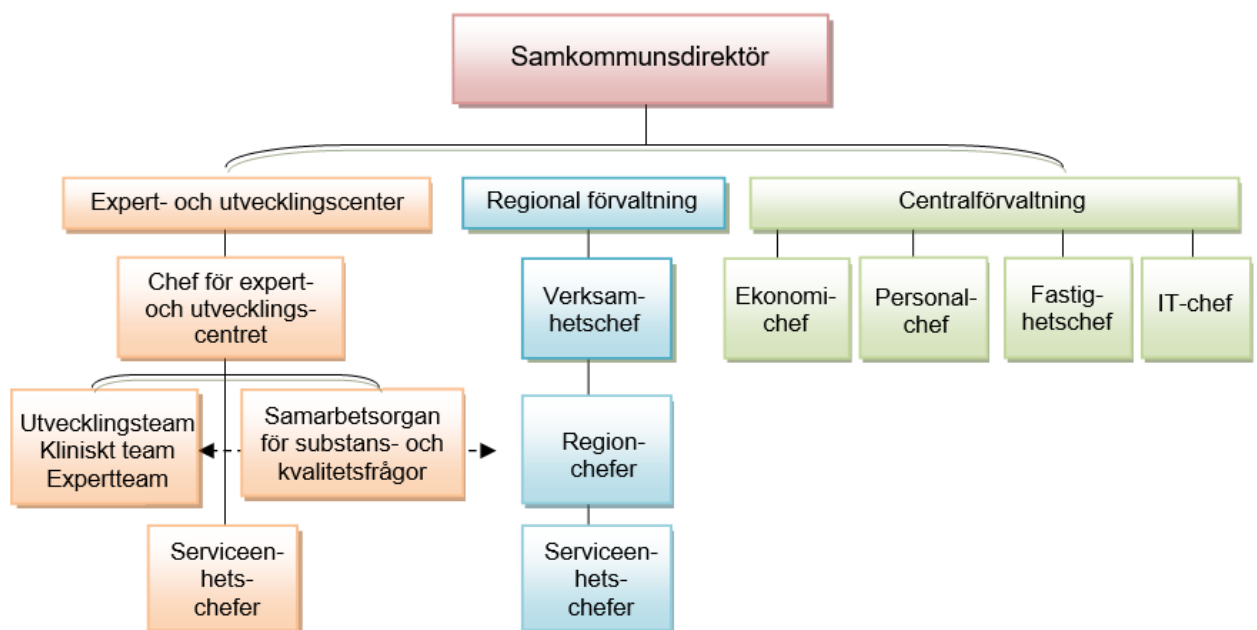 Samkommunsdirektör
Expert- och utvecklingscenter
Regional förvaltning
Centralförvaltning
Chef för expert-
och utvecklings-
centret
Verksam-
hetschef
Ekonomi-
chef
Personal-
chef
Fastig-
hetschef
IT-chef
Utvecklingsteam
Kliniskt team
Expertteam
Samarbetsorgan
för substans- och
kvalitetsfrågor
Region-
chefer
Serviceen-
hets-
chefer
Serviceen-
hets-
chefer